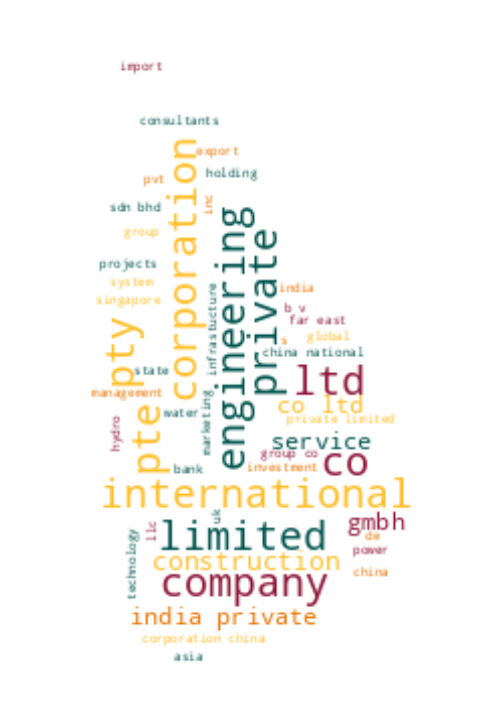 import
consultants
corporation
export
pvt
holding
sdn bhd
inc
engineering
group
private
projects
system
infrastucture
india
singapore
b v
far east
pty
global
s
china national
state
ltd
management
marketing
co ltd
water
pte
hydro
private limited
service
group co
co
bank
investment
international
uk
gmbh
llc
limited
technology
de
power
construction
china
company
india private
corporation china
asia